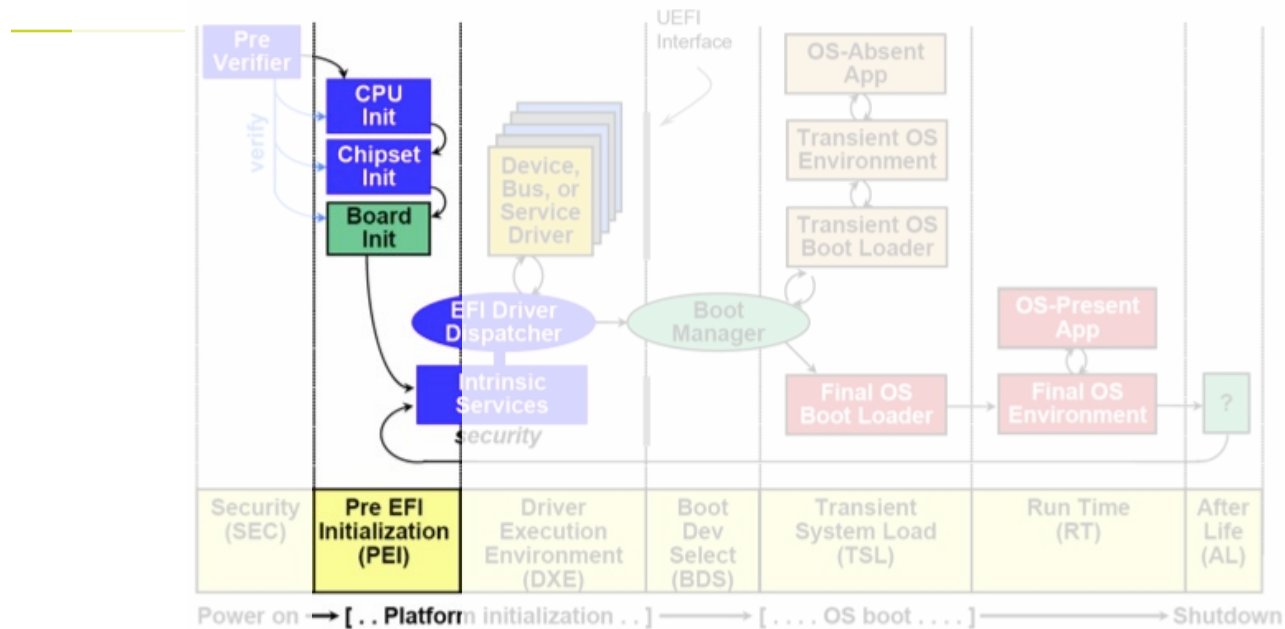 Pre
Verifier
verify
CPU
Init
Chipset
Init
Board
Init
Device,
Bus, or
Service
Driver
EFI Driver
Dispatcher
Intrinsic
Services
security
UEFI
Interface
Boot
Manager
OS-Absent
App
Transient OS
Environment
Transient OS
Boot Loader
Final OS
Boot Loader
OS-Present
App
Final OS
Environment
?
Security
(SEC)
Pre EFI
Initialization
(PEI)
Driver
Execution
Environment
(DXE)
Boot
Dev
Select
(BDS)
Transient
System Load
(TSL)
Run Time
(RT)
After
Life
(AL)
Power on [ . . Platform initialization . . ] [ . . . . OS boot . . . . ] Shutdown